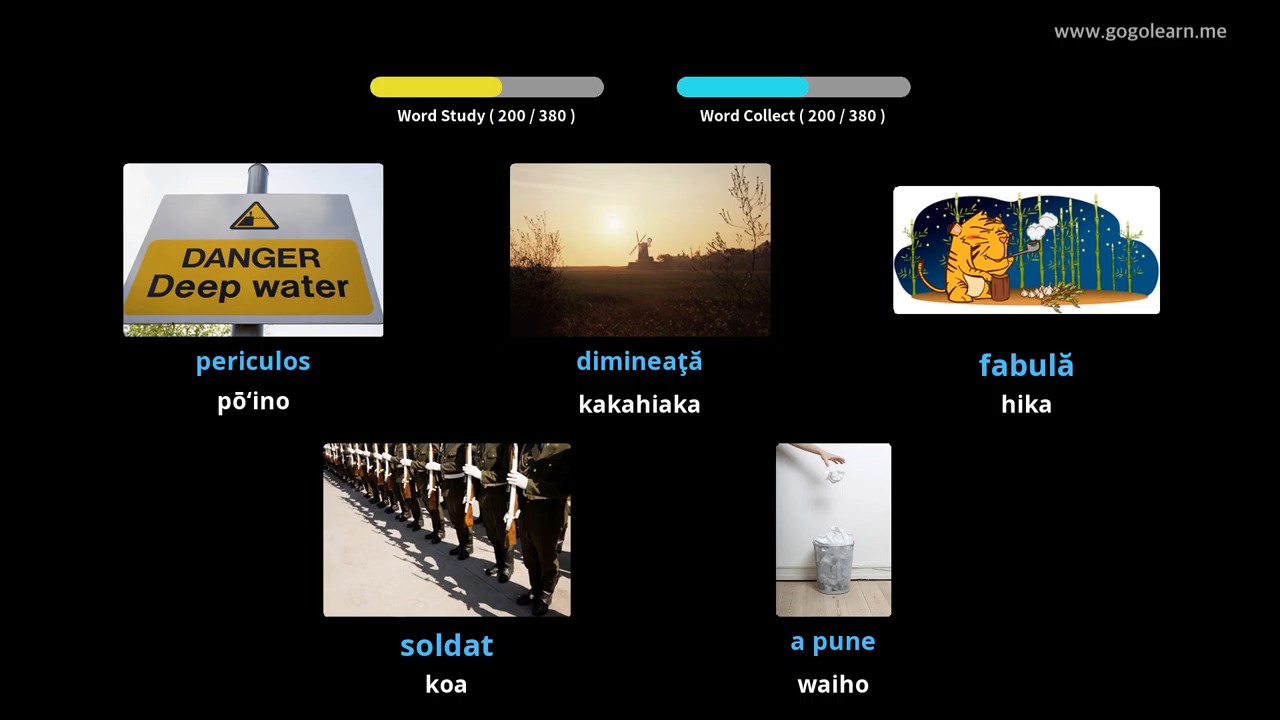 www.gogolearn.me
Word Study ( 200 / 380 )
Word Collect ( 200 / 380 )
DANGER
Deep water
periculos
pōʻino
dimineaţă
kakahiaka
fabulă
hika
soldat
koa
a pune
waiho